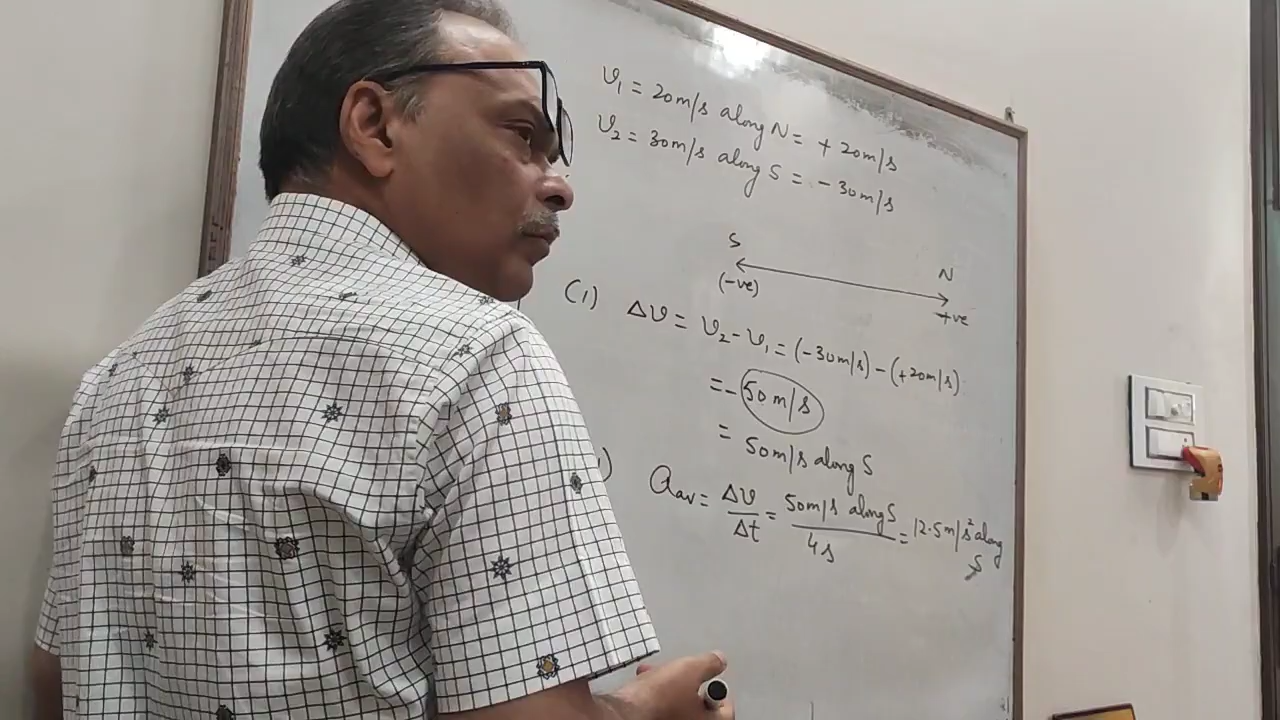 v₁ = 20m/s along N = + 20m/s
v₂ = 30m/s along S = - 30m/s
S N
(-ve) +ve
(1) Δv = v₂ - v₁ = (-30m/s) - (+20m/s)
= - 50m/s
= 50m/s along S
) aav = Δv/Δt = 50m/s along S/4s = 12.5m/s² along S